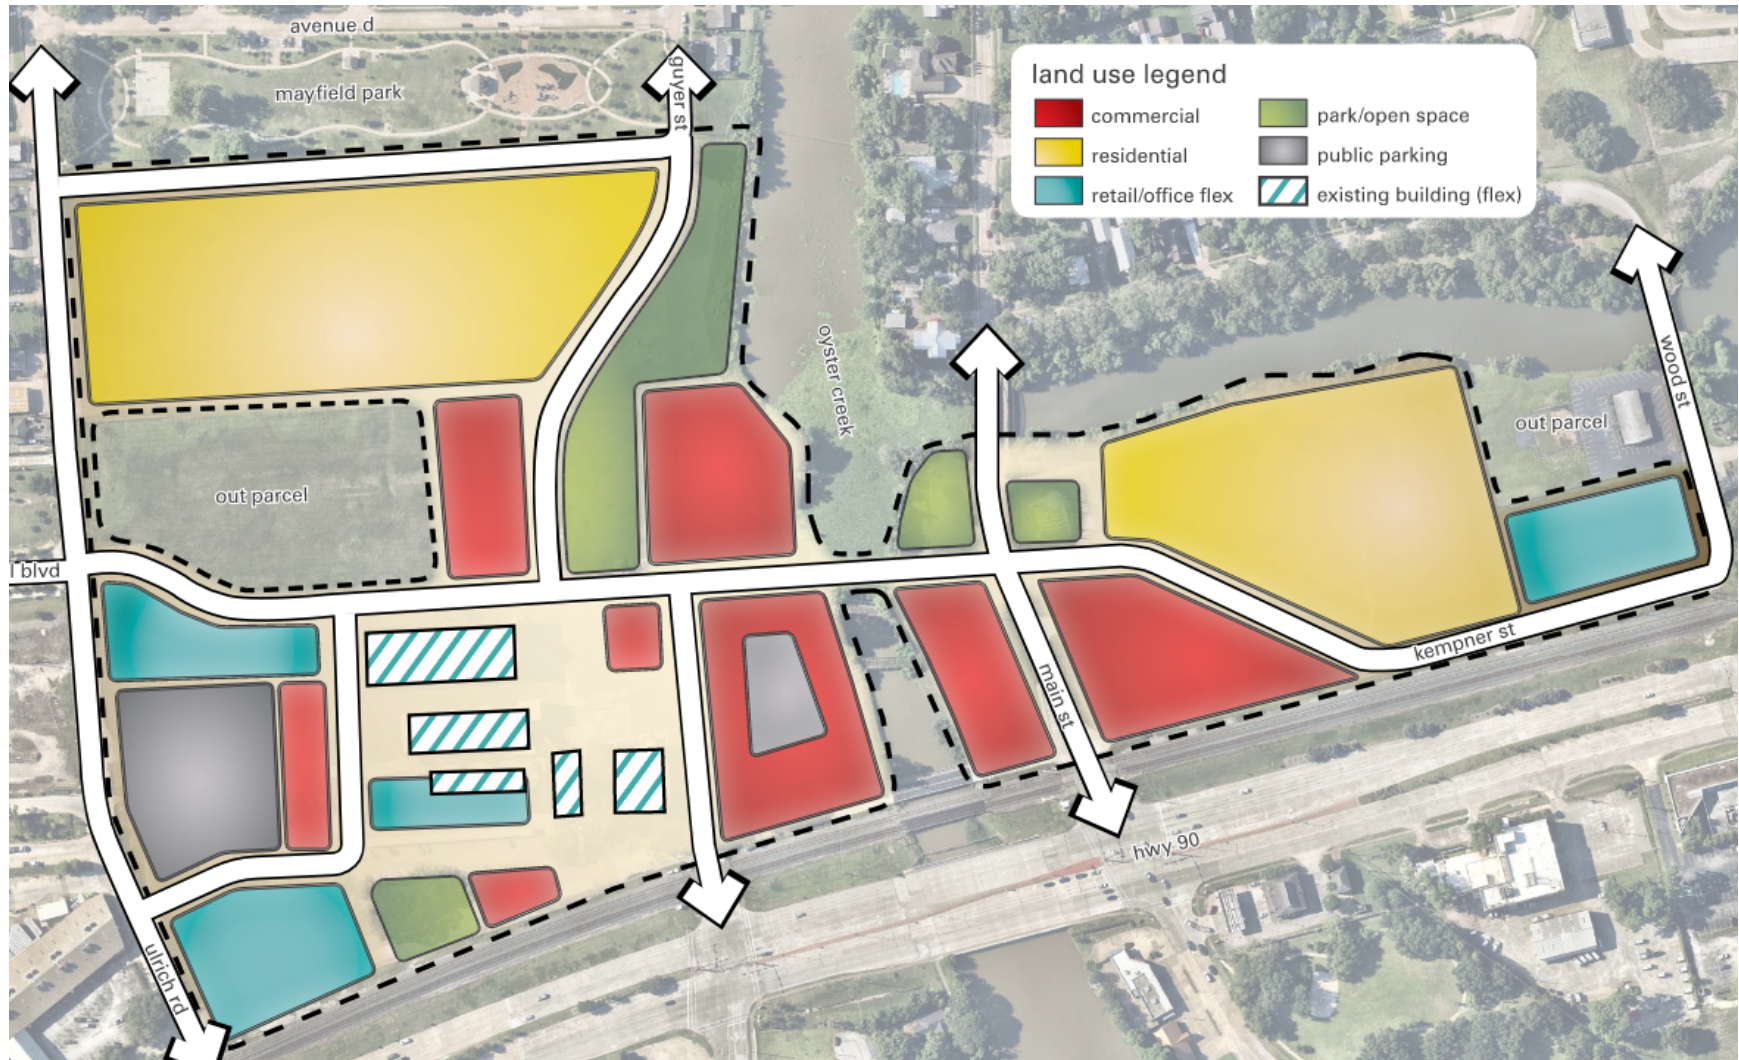 avenue d
mayfield park
guyer st
land use legend
commercial
residential
retail/office flex
park/open space
public parking
existing building (flex)
oyster creek
wood st
out parcel
out parcel
l blvd
kempner st
main st
hwy 90
ulrich rd